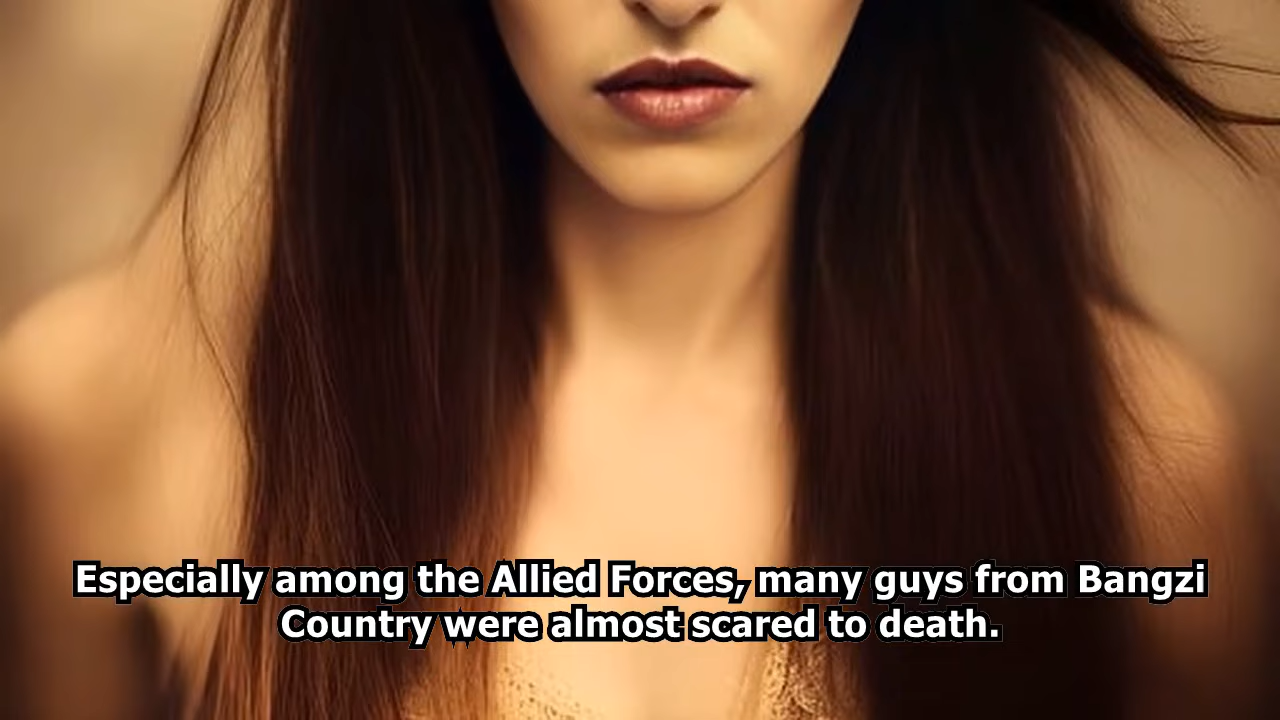 Especially among the Allied Forces, many guys from Bangzi
Country were almost scared to death.